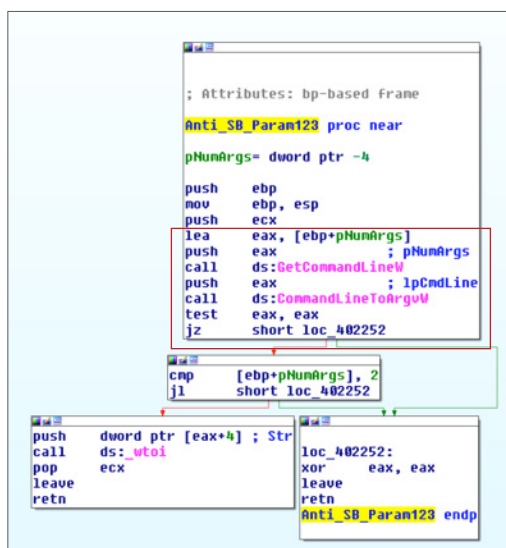 ; Attributes: bp-based frame
Anti_SB_Param123 proc near
pNumArgs= dword ptr -4
push ebp
mov ebp, esp
push ecx
lea eax, [ebp+pNumArgs]
push eax ; pNumArgs
call ds:GetCommandLineW
push eax ; lpCmdLine
call ds:CommandLineToArgvW
test eax, eax
jz short loc_402252
cmp [ebp+pNumArgs], 2
jl short loc_402252
push dword ptr [eax+4] ; Str
call ds:_wtoi
pop ecx
leave
retn
loc_402252:
xor eax, eax
leave
retn
Anti_SB_Param123 endp